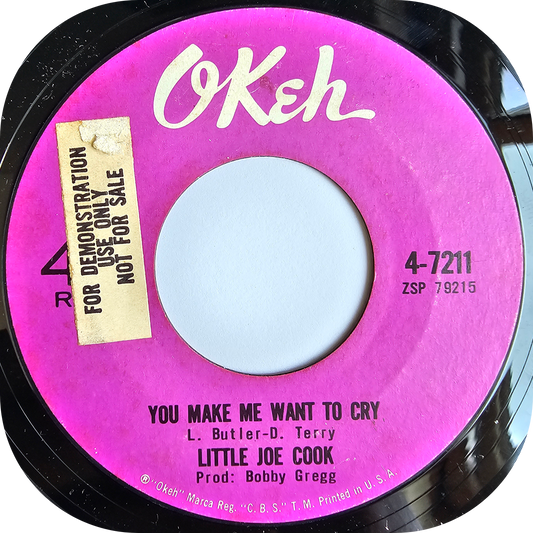 OKeh
FOR DEMONSTRATION
USE ONLY
NOT FOR SALE
4
R
4-7211
ZSP 79215
YOU MAKE ME WANT TO CRY
L. Butler-D. Terry
LITTLE JOE COOK
Prod: Bobby Gregg
® "Okeh" Marca Reg. "C.B.S." T.M. Printed in U.S.A.